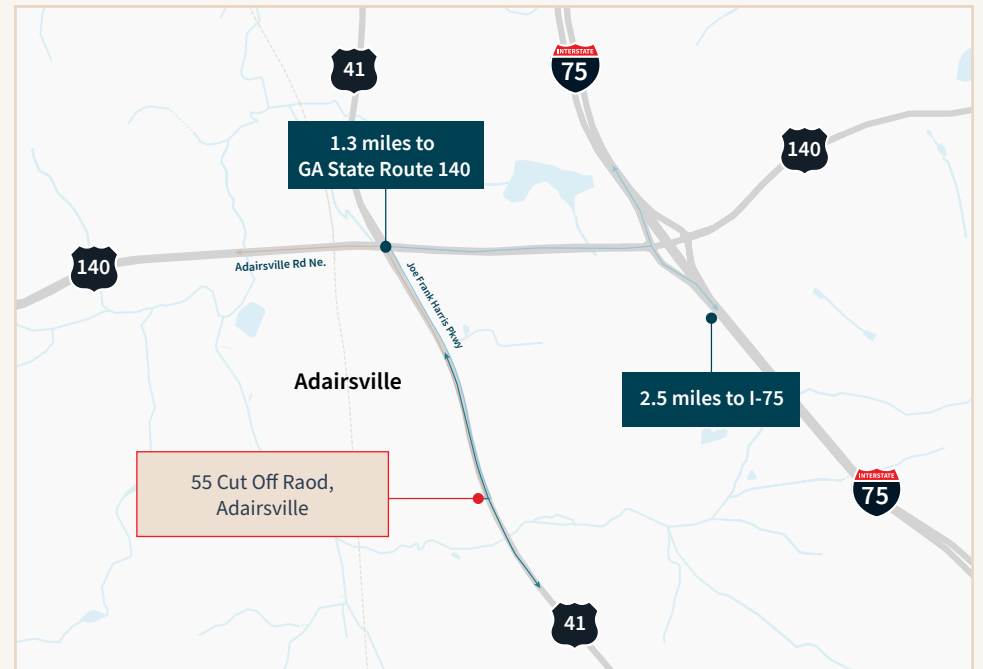 41
INTERSTATE
75
1.3 miles to
GA State Route 140
140
140
Adairsville Rd Ne.
Joe Frank Harris Pkwy
Adairsville
2.5 miles to I-75
55 Cut Off Raod,
Adairsville
INTERSTATE
75
41